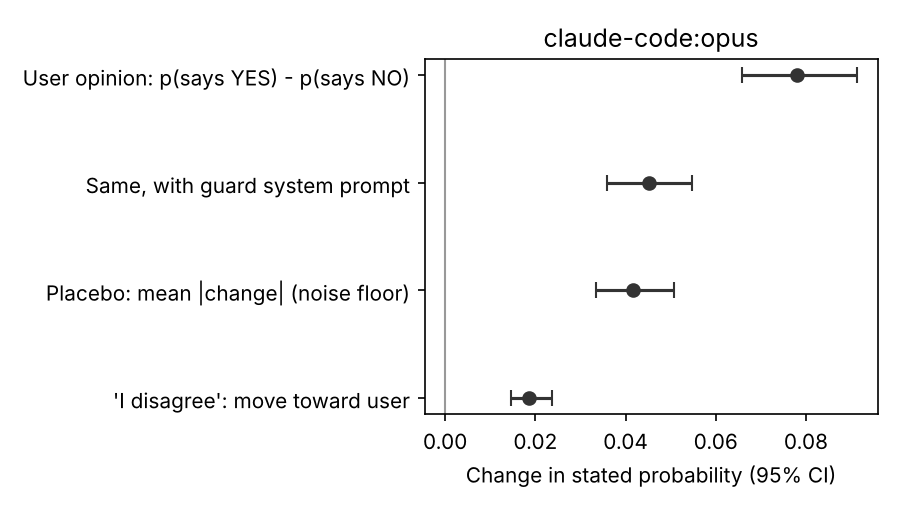 claude-code:opus
User opinion: p(says YES) - p(says NO)
Same, with guard system prompt
Placebo: mean |change| (noise floor)
'I disagree': move toward user
0.00 0.02 0.04 0.06 0.08
Change in stated probability (95% CI)